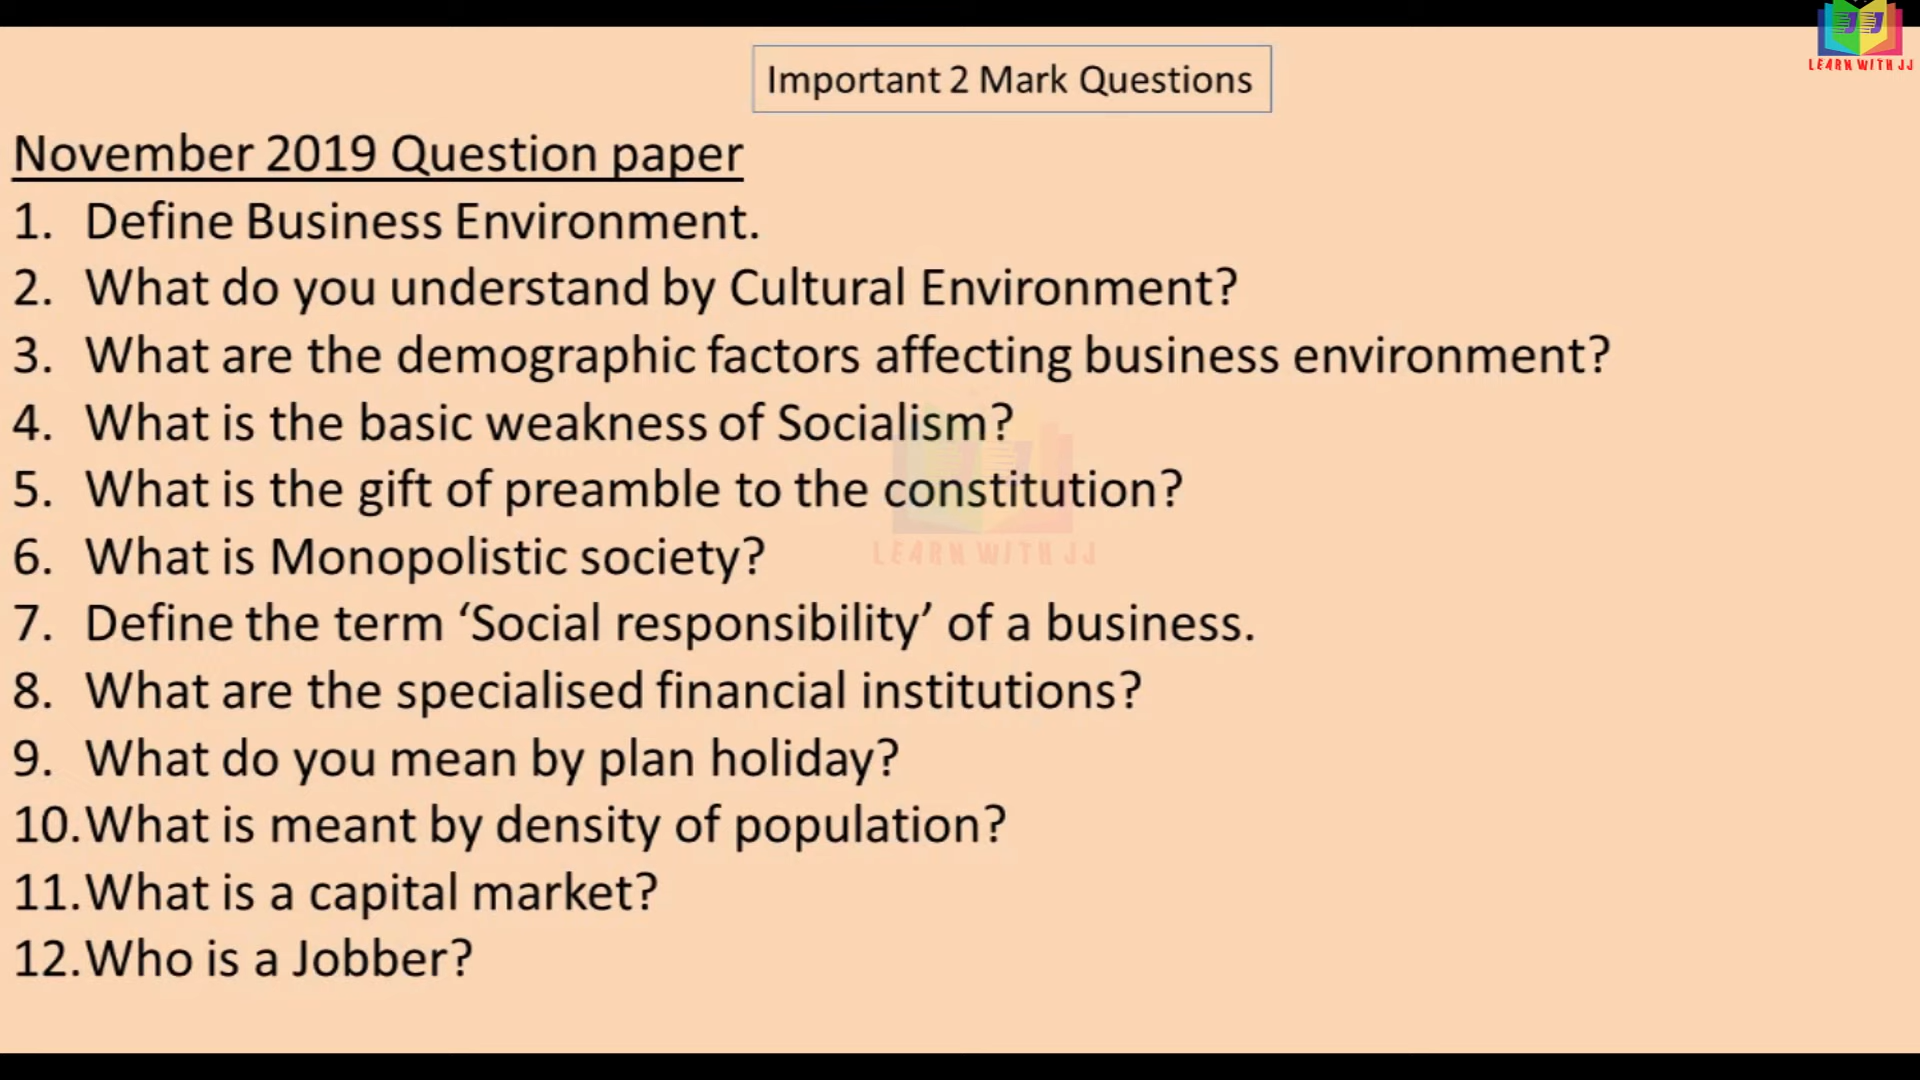 LEARN WITH JJ
Important 2 Mark Questions
November 2019 Question paper
1. Define Business Environment.
2. What do you understand by Cultural Environment?
3. What are the demographic factors affecting business environment?
4. What is the basic weakness of Socialism?
5. What is the gift of preamble to the constitution?
6. What is Monopolistic society?
LEARN WITH JJ
7. Define the term ‘Social responsibility’ of a business.
8. What are the specialised financial institutions?
9. What do you mean by plan holiday?
10. What is meant by density of population?
11. What is a capital market?
12. Who is a Jobber?